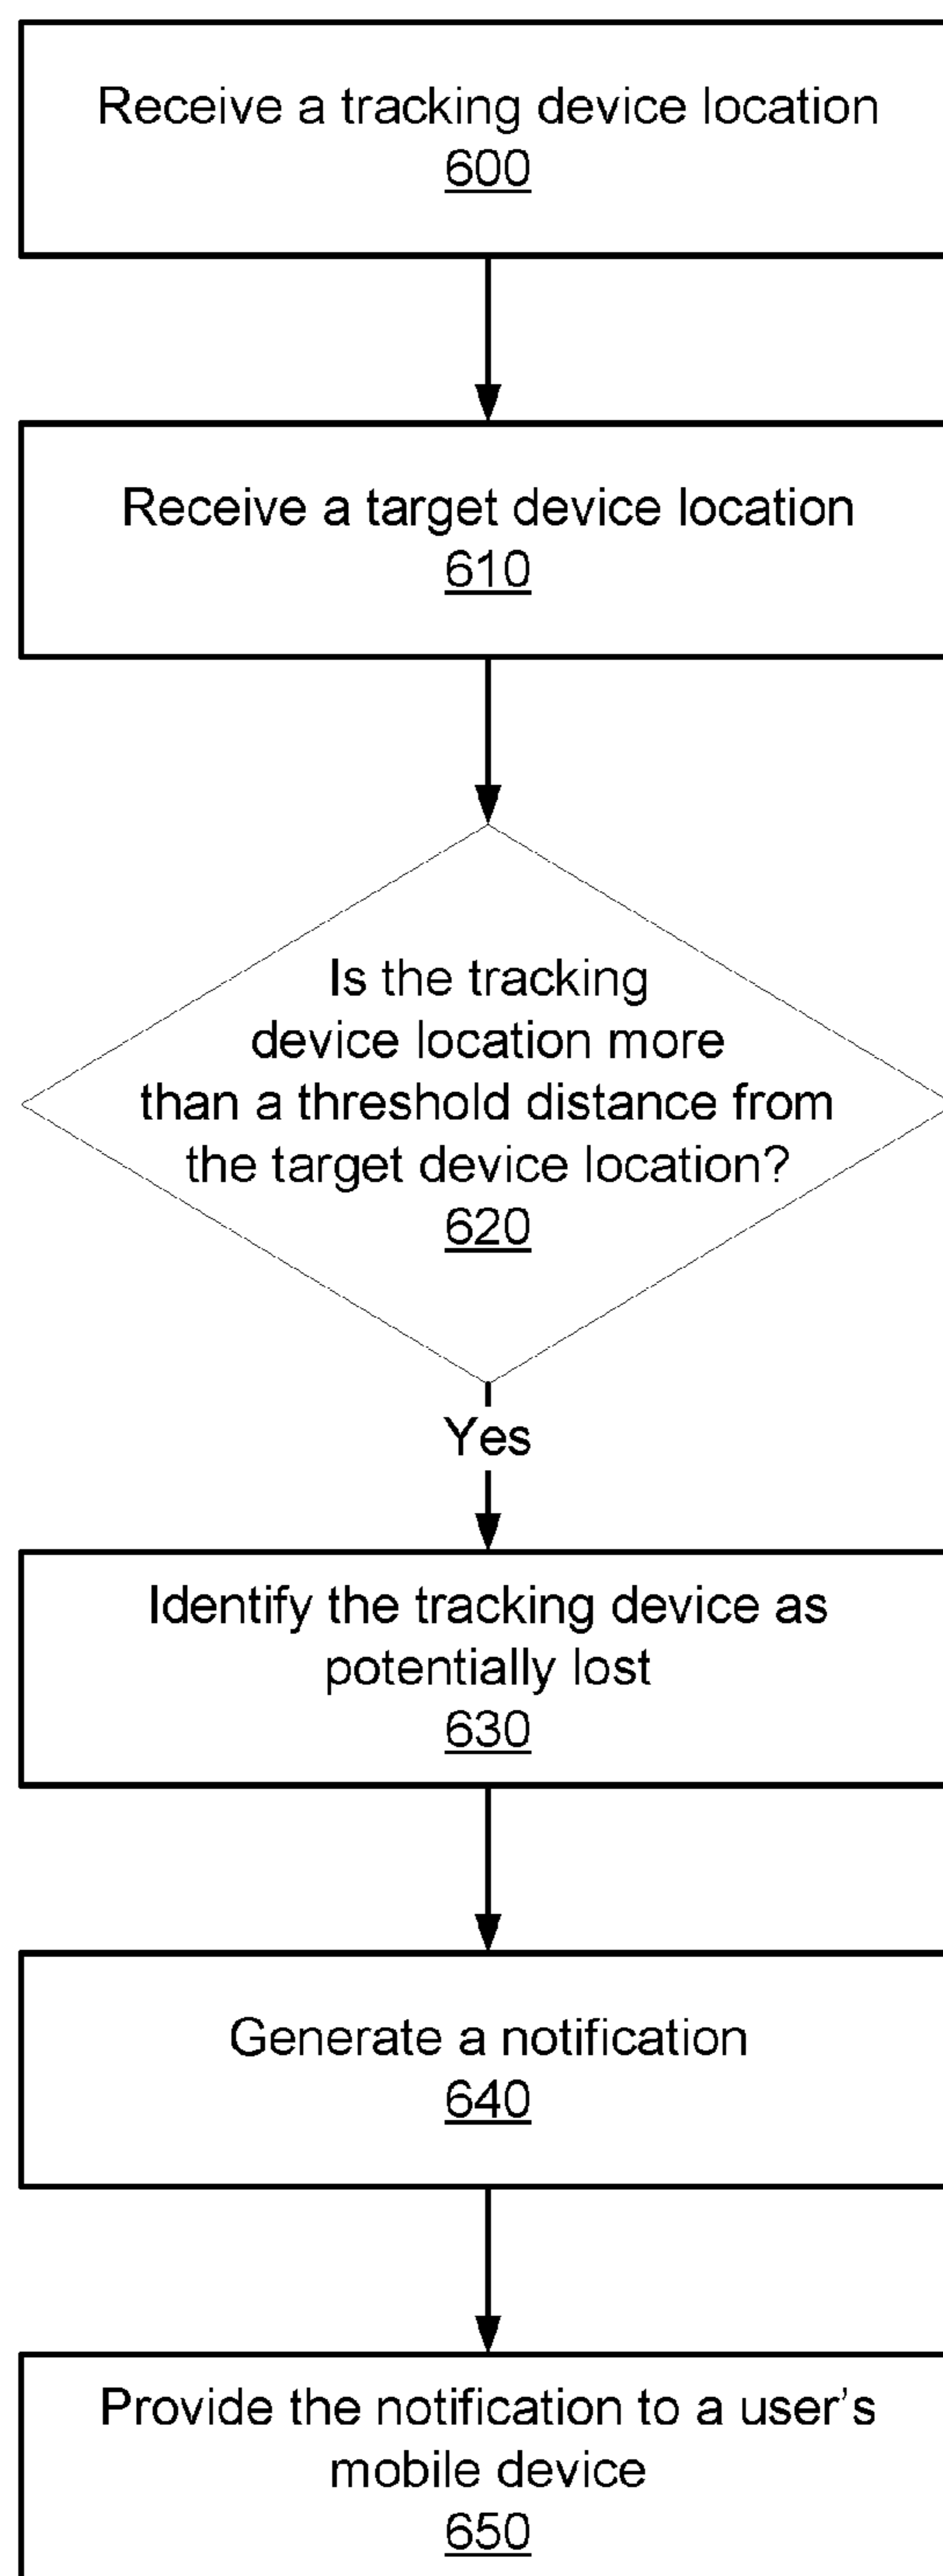 Receive a tracking device location
600
Receive a target device location
610
Is the tracking
device location more
than a threshold distance from
the target device location?
620
Yes
Identify the tracking device as
potentially lost
630
Generate a notification
640
Provide the notification to a user's
mobile device
650